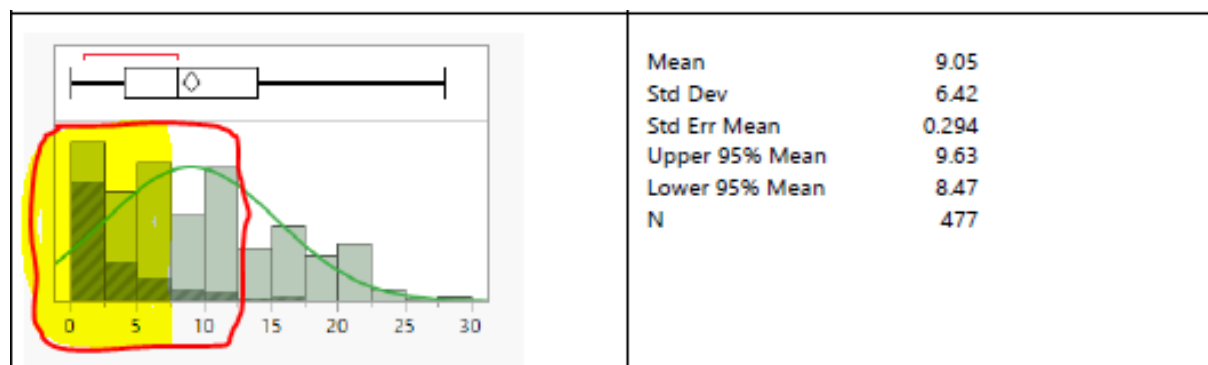 Mean 9.05
Std Dev 6.42
Std Err Mean 0.294
Upper 95% Mean 9.63
Lower 95% Mean 8.47
N 477
0 5 10 15 20 25 30